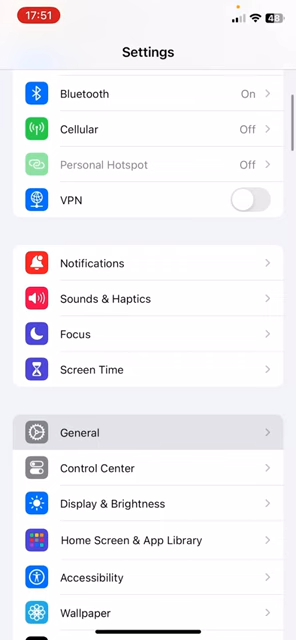 17:51
48
Settings
Bluetooth On
Cellular Off
Personal Hotspot Off
VPN
Notifications
Sounds & Haptics
Focus
Screen Time
General
Control Center
Display & Brightness
Home Screen & App Library
Accessibility
Wallpaper